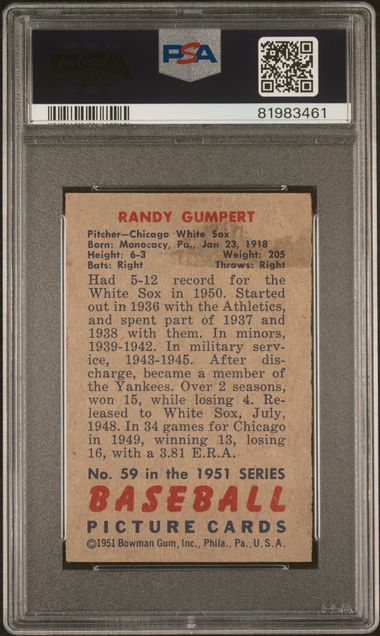 PSA
PSA
81983461
RANDY GUMPERT
Pitcher—Chicago White Sox
Born: Monocacy, Pa., Jan 23, 1918
Height: 6-3 Weight: 205
Bats: Right Throws: Right
Had 5-12 record for the
White Sox in 1950. Started
out in 1936 with the Athletics,
and spent part of 1937 and
1938 with them. In minors,
1939-1942. In military serv-
ice, 1943-1945. After dis-
charge, became a member of
the Yankees. Over 2 seasons,
won 15, while losing 4. Re-
leased to White Sox, July,
1948. In 34 games for Chicago
in 1949, winning 13, losing
16, with a 3.81 E.R.A.
No. 59 in the 1951 SERIES
BASEBALL
PICTURE CARDS
©1951 Bowman Gum, Inc., Phila., Pa., U.S.A.
PSA